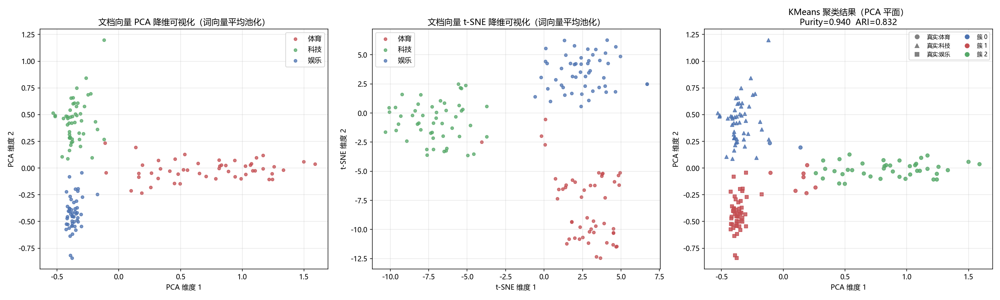 文档向量 PCA 降维可视化（词向量平均池化）
体育
科技
娱乐
1.25
1.00
0.75
0.50
0.25
0.00
-0.25
-0.50
-0.75
PCA 维度 2
-0.5
0.0
0.5
1.0
1.5
PCA 维度 1
文档向量 t-SNE 降维可视化（词向量平均池化）
体育
科技
娱乐
5.0
2.5
0.0
-2.5
-5.0
-7.5
-10.0
-12.5
t-SNE 维度 2
-10.0
-7.5
-5.0
-2.5
0.0
2.5
5.0
7.5
t-SNE 维度 1
KMeans 聚类结果（PCA 平面）
Purity=0.940 ARI=0.832
真实:体育
真实:科技
真实:娱乐
簇 0
簇 1
簇 2
1.25
1.00
0.75
0.50
0.25
0.00
-0.25
-0.50
-0.75
PCA 维度 2
-0.5
0.0
0.5
1.0
1.5
PCA 维度 1